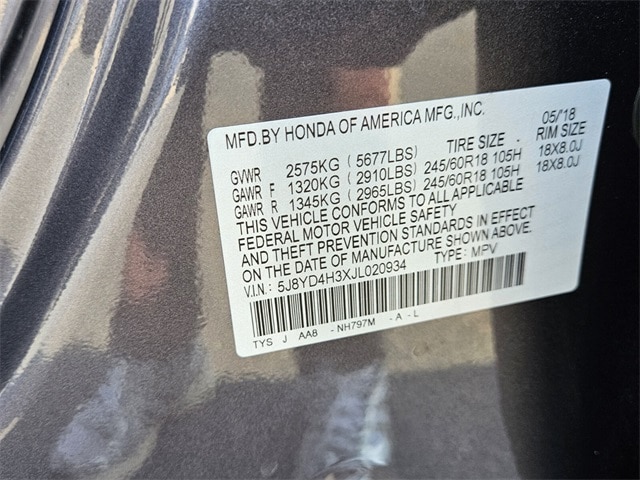 MFD.BY HONDA OF AMERICA MFG.,INC. 05/'18
GVWR 2575KG ( 5677LBS) TIRE SIZE - RIM SIZE
GAWR F 1320KG ( 2910LBS) 245/60R18 105H 18X8.0J
GAWR R 1345KG ( 2965LBS) 245/60R18 105H 18X8.0J
THIS VEHICLE CONFORMS TO ALL APPLICABLE
FEDERAL MOTOR VEHICLE SAFETY
AND THEFT PREVENTION STANDARDS IN EFFECT
ON THE DATE OF MANUFACTURE SHOWN ABOVE.
V.I.N: 5J8YD4H3XJL020934 TYPE: MPV
TYS J AA8 - NH797M - A - L